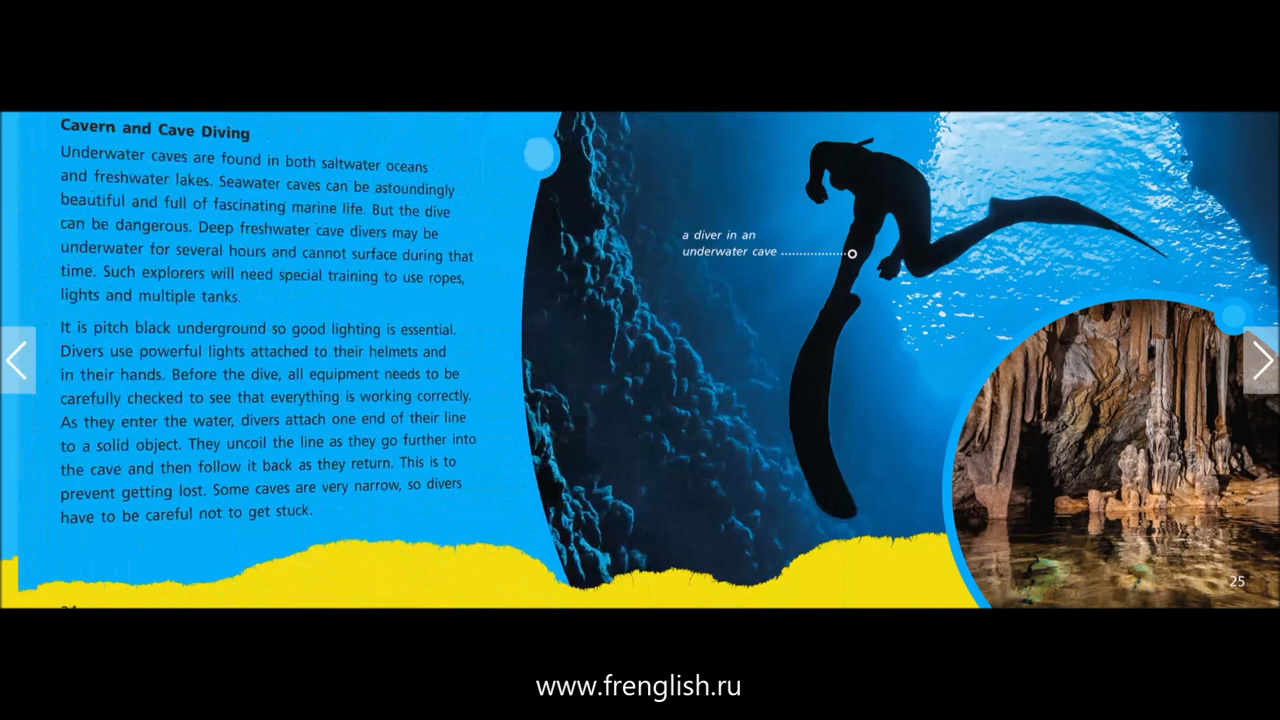 Cavern and Cave Diving
Underwater caves are found in both saltwater oceans
and freshwater lakes. Seawater caves can be astoundingly
beautiful and full of fascinating marine life. But the dive
can be dangerous. Deep freshwater cave divers may be
underwater for several hours and cannot surface during that
time. Such explorers will need special training to use ropes,
lights and multiple tanks.
It is pitch black underground so good lighting is essential.
Divers use powerful lights attached to their helmets and
in their hands. Before the dive, all equipment needs to be
carefully checked to see that everything is working correctly.
As they enter the water, divers attach one end of their line
to a solid object. They uncoil the line as they go further into
the cave and then follow it back as they return. This is to
prevent getting lost. Some caves are very narrow, so divers
have to be careful not to get stuck.
a diver in an
underwater cave
25
www.frenglish.ru